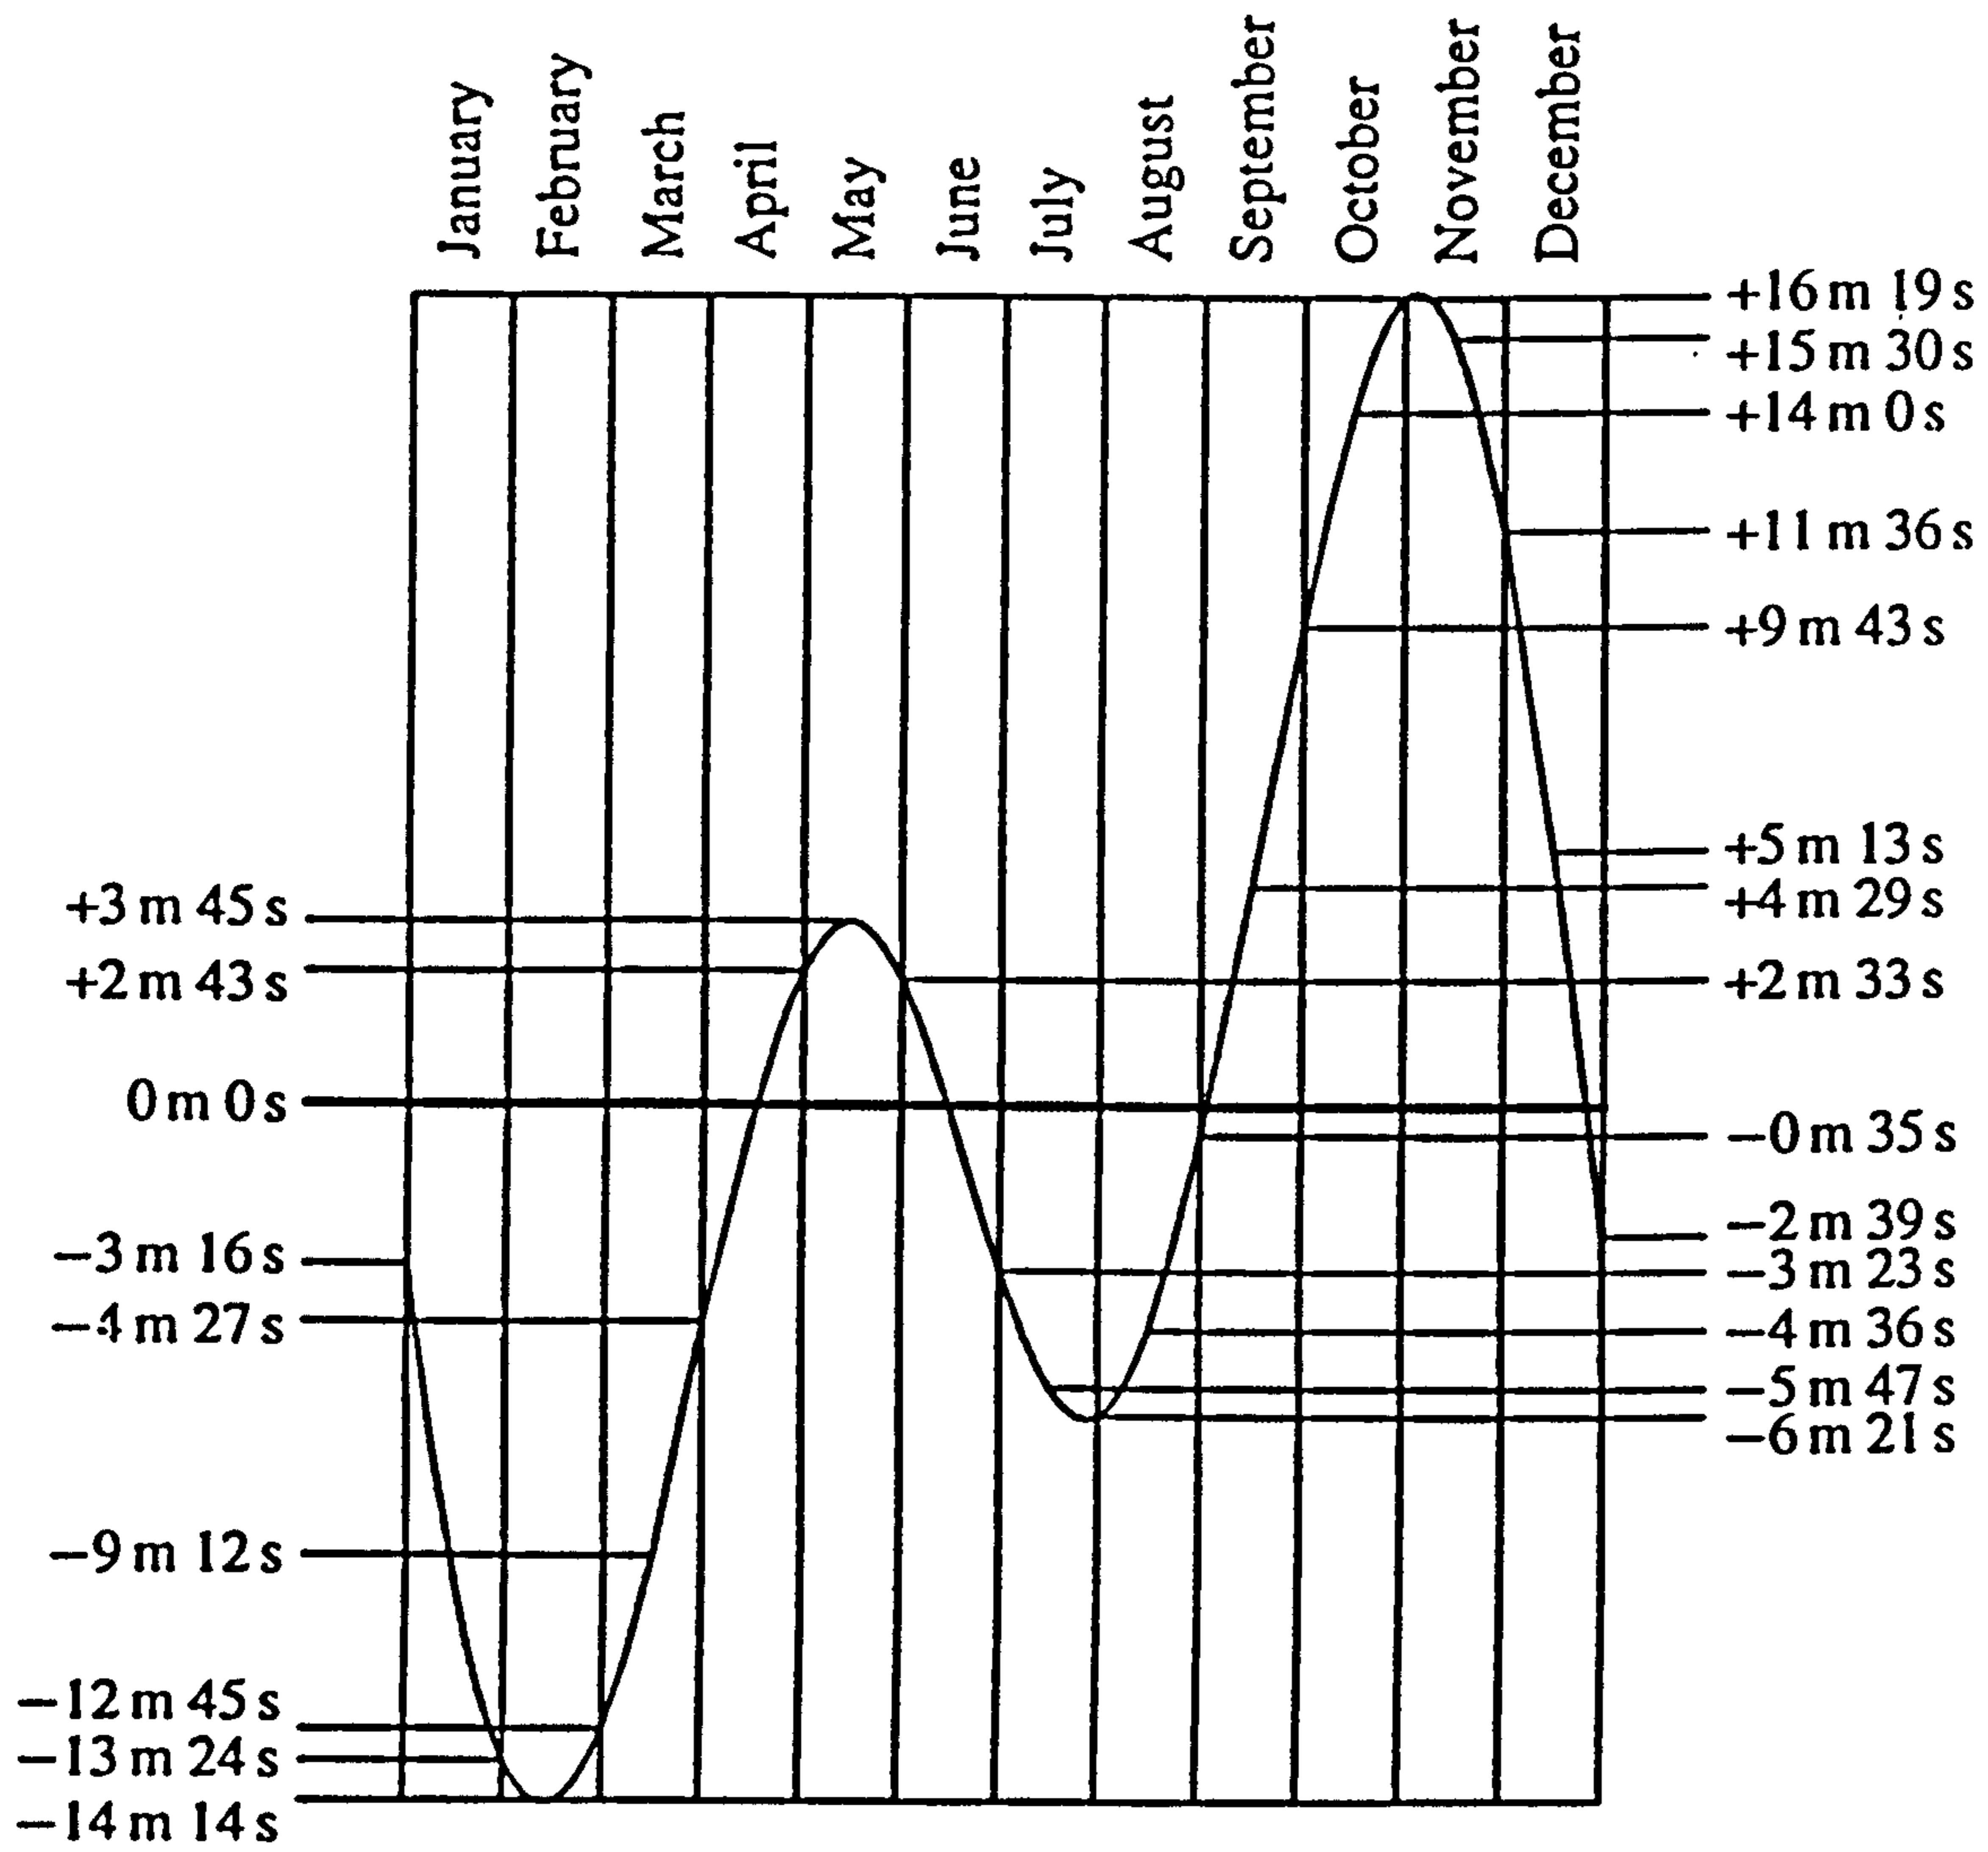 January
February
March
April
May
June
July
August
September
October
November
December
+16 m 19 s
+15 m 30 s
+14 m 0 s
+11 m 36 s
+9 m 43 s
+5 m 13 s
+4 m 29 s
+2 m 33 s
−0 m 35 s
−2 m 39 s
−3 m 23 s
−4 m 36 s
−5 m 47 s
−6 m 21 s
+3 m 45 s
+2 m 43 s
0 m 0 s
−3 m 16 s
−4 m 27 s
−9 m 12 s
−12 m 45 s
−13 m 24 s
−14 m 14 s